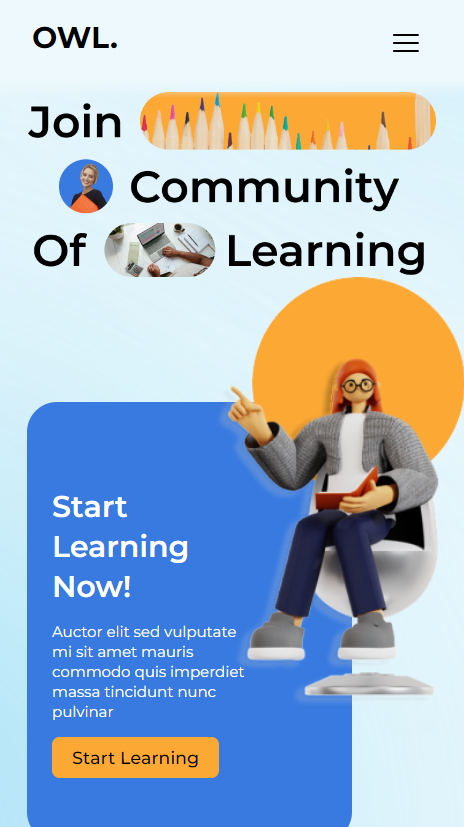 OWL.
Join
Community
Of Learning
Start
Learning
Now!
Auctor elit sed vulputate
mi sit amet mauris
commodo quis imperdiet
massa tincidunt nunc
pulvinar
Start Learning